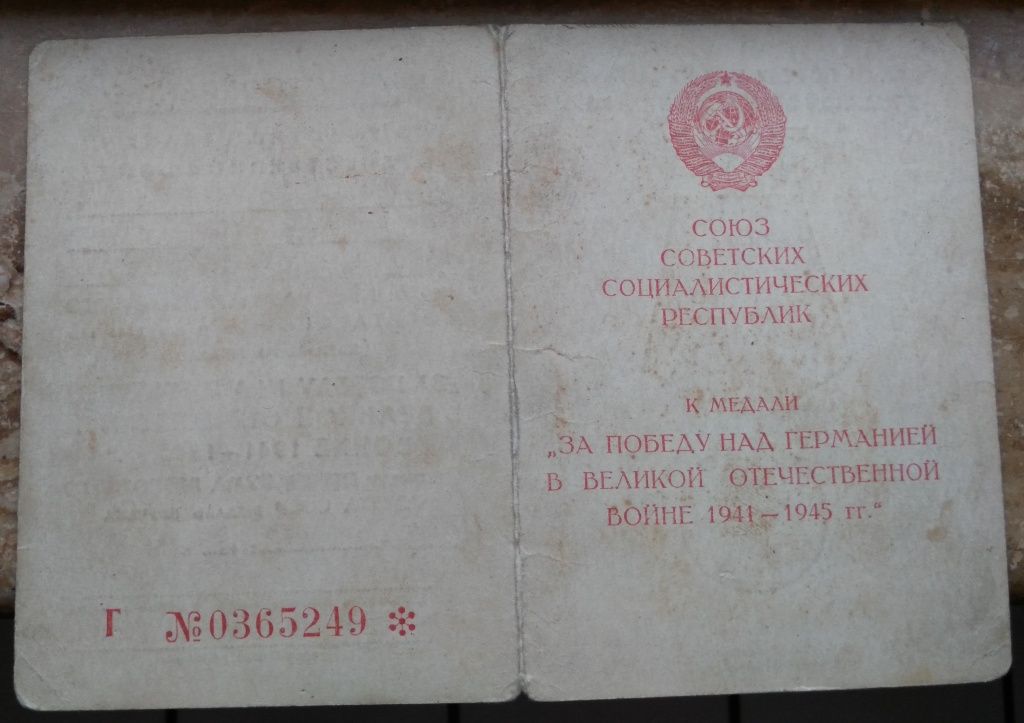 Г №0365249
СОЮЗ
СОВЕТСКИХ
СОЦИАЛИСТИЧЕСКИХ
РЕСПУБЛИК
К МЕДАЛИ
„ЗА ПОБЕДУ НАД ГЕРМАНИЕЙ
В ВЕЛИКОЙ ОТЕЧЕСТВЕННОЙ
ВОЙНЕ 1941—1945 гг.“